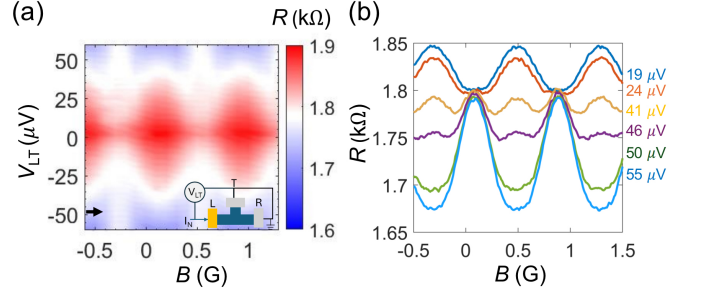 (a)
R (kΩ)
V_LT (µV)
50
25
0
-25
-50
-0.5
0
0.5
1
B (G)
1.9
1.8
1.7
1.6
V_LT
T
L
R
I_N
(b)
R (kΩ)
1.85
1.8
1.75
1.7
1.65
-0.5
0
0.5
1
1.5
B (G)
19 µV
24 µV
41 µV
46 µV
50 µV
55 µV